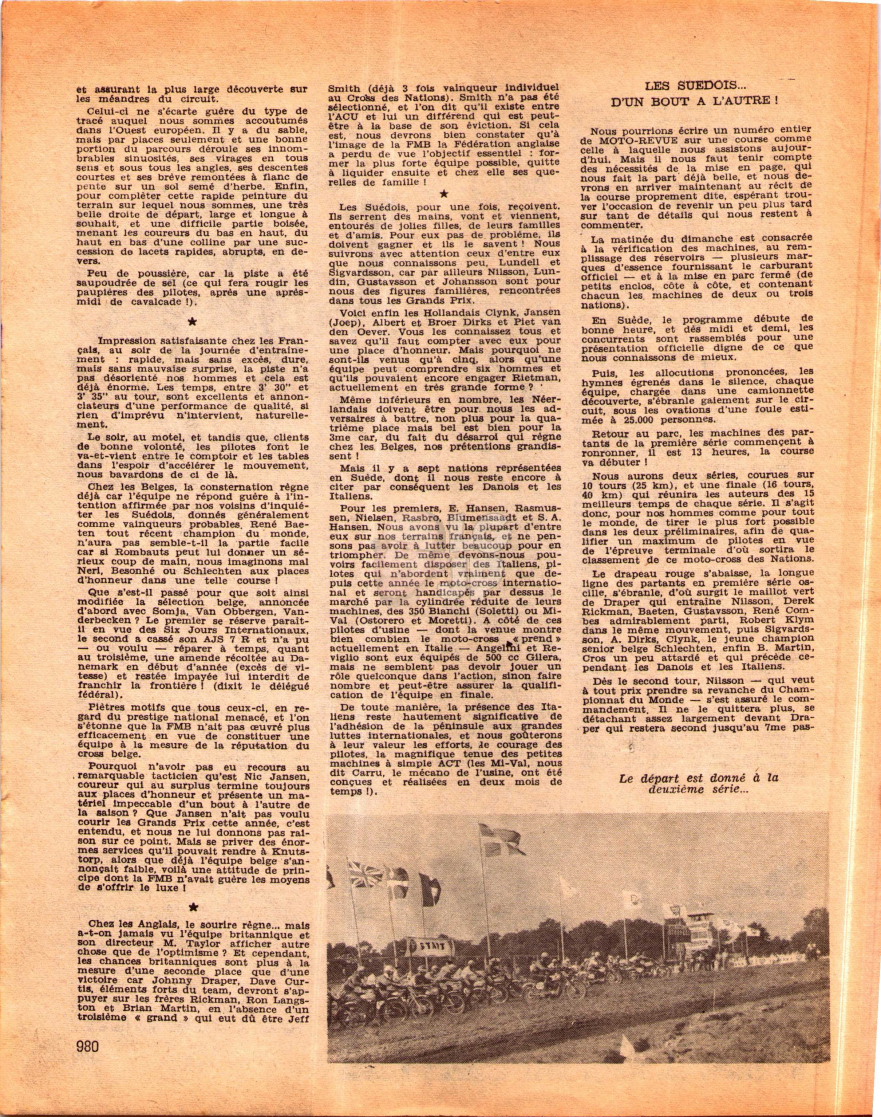 et assurant la plus large découverte sur
les méandres du circuit.
Celui-ci ne s'écarte guère du type de
tracé auquel nous sommes accoutumés
dans l'Ouest européen. Il y a du sable,
mais par places seulement et une bonne
portion du parcours déroule ses innom-
brables sinuosités, ses virages en tous
sens et sous tous les angles, ses descentes
courtes et ses brève remontées à flanc de
pente sur un sol semé d'herbe. Enfin,
pour compléter cette rapide peinture du
terrain sur lequel nous sommes, une très
belle droite de départ, large et longue à
souhait, et une difficile partie boisée,
menant les coureurs du bas en haut, du
haut en bas d'une colline par une suc-
cession de lacets rapides, abrupts, en de-
vers.
Peu de poussière, car la piste a été
saupoudrée de sel (ce qui fera rougir les
paupières des pilotes, après une après-
midi de cavalcade !).
★
Impression satisfaisante chez les Fran-
çais, au soir de la journée d'entraine-
ment : rapide, mais sans excés, dure,
mais sans mauvaise surprise, la piste n'a
pas désorienté nos hommes et cela est
déjà énorme. Les temps, entre 3' 30" et
3' 35" au tour, sont excellents et annon-
ciateurs d'une performance de qualité, si
rien d'imprévu n'intervient, naturelle-
ment.
Le soir, au motel, et tandis que, clients
de bonne volonté, les pilotes font le
va-et-vient entre le comptoir et les tables
dans l'espoir d'accélérer le mouvement,
nous bavardons de ci de là.
Chez les Belges, la consternation règne
déjà car l'équipe ne répond guère à l'in-
tention affirmée par nos voisins d'inquié-
ter les Suédois, donnés généralement
comme vainqueurs probables. René Bae-
ten tout récent champion du monde,
n'aura pas semble-t-il la partie facile
car si Rombauts peut lui donner un sé-
rieux coup de main, nous imaginons mal
Neri, Besonhé ou Schlechten aux places
d'honneur dans une telle course !
Que s'est-il passé pour que soit ainsi
modifiée la sélection belge, annoncée
d'abord avec Sonja, Van Obbergen, Van-
derbecken ? Le premier se réserve paraît-
il en vue des Six Jours Internationaux,
le second a cassé son AJS 7 R et n'a pu
— ou voulu — réparer à temps, quant
au troisième, une amende récoltée au Da-
nemark en début d'année (excés de vi-
tesse) et restée impayée lui interdit de
franchir la frontière ! (dixit le délégué
fédéral).
Piètres motifs que tous ceux-ci, en re-
gard du prestige national menacé, et l'on
s'étonne que la FMB n'ait pas œuvré plus
efficacement en vue de constituer une
équipe à la mesure de la réputation du
cross belge.
Pourquoi n'avoir pas eu recours au
remarquable tacticien qu'est Nic Jansen,
coureur qui au surplus termine toujours
aux places d'honneur et présente un ma-
tériel impeccable d'un bout à l'autre de
la saison ? Que Jansen n'ait pas voulu
courir les Grands Prix cette année, c'est
entendu, et nous ne lui donnons pas rai-
son sur ce point. Mais se priver des énor-
mes services qu'il pouvait rendre à Knuts-
torp, alors que déjà l'équipe belge s'an-
nonçait faible, voilà une attitude de prin-
cipe dont la FMB n'avait guère les moyens
de s'offrir le luxe !
★
Chez les Anglais, le sourire règne... mais
a-t-on jamais vu l'équipe britannique et
son directeur M. Taylor afficher autre
chose que de l'optimisme ? Et cependant,
les chances britanniques sont plus à la
mesure d'une seconde place que d'une
victoire car Johnny Draper, Dave Cur-
tis, éléments forts du team, devront s'ap-
puyer sur les frères Rickman, Ron Langs-
ton et Brian Martin, en l'absence d'un
troisième « grand » qui eut dû être Jeff
Smith (déjà 3 fois vainqueur individuel
au Cross des Nations). Smith n'a pas été
sélectionné, et l'on dit qu'il existe entre
l'ACU et lui un différend qui est peut-
être à la base de son éviction. Si cela
est, nous devrons bien constater qu'à
l'image de la FMB la Fédération anglaise
a perdu de vue l'objectif essentiel : for-
mer la plus forte équipe possible, quitte
à liquider ensuite et chez elle ses que-
relles de famille !
★
Les Suédois, pour une fois, reçoivent.
Ils serrent des mains, vont et viennent,
entourés de jolies filles, de leurs familles
et d'amis. Pour eux pas de problème, ils
doivent gagner et ils le savent ! Nous
suivrons avec attention ceux d'entre eux
que nous connaissons peu, Lundell et
Sigvardsson, car par ailleurs Nilsson, Lun-
din, Gustavsson et Johansson sont pour
nous des figures familières, rencontrées
dans tous les Grands Prix.
Voici enfin les Hollandais Clynk, Jansen
(Joep), Albert et Broer Dirks et Piet van
den Oever. Vous les connaissez tous et
savez qu'il faut compter avec eux pour
une place d'honneur. Mais pourquoi ne
sont-ils venus qu'à cinq, alors qu'une
équipe peut comprendre six hommes et
qu'ils pouvaient encore engager Rietman,
actuellement en très grande forme ?
Même inférieurs en nombre, les Néer-
landais doivent être pour nous les ad-
versaires à battre, non plus pour la qua-
trième place mais bel est bien pour la
3me car, du fait du désarroi qui règne
chez les Belges, nos prétentions grandis-
sent !
Mais il y a sept nations représentées
en Suède, dont il nous reste encore à
citer par conséquent les Danois et les
Italiens.
Pour les premiers, E. Hansen, Rasmus-
sen, Nielsen, Rasbro, Blumensaadt et S. A.
Hansen. Nous avons vu la plupart d'entre
eux sur nos terrains français, et ne pen-
sons pas avoir à lutter beaucoup pour en
triompher. De même devons-nous pou-
voirs facilement disposer des Italiens, pi-
lotes qui n'abordent vraiment que de-
puis cette année le moto-cross internatio-
nal et seront handicapés par dessus le
marché par la cylindrée réduite de leurs
machines, des 350 Bianchi (Soletti) ou Mi-
Val (Ostorero et Moretti). A côté de ces
pilotes d'usine — dont la venue montre
bien combien le moto-cross « prend »
actuellement en Italie — Angelini et Re-
viglio sont eux équipés de 500 cc Gilera,
mais ne semblent pas devoir jouer un
rôle quelconque dans l'action, sinon faire
nombre et peut-être assurer la qualifi-
cation de l'équipe en finale.
De toute manière, la présence des Ita-
liens reste hautement significative de
l'adhésion de la péninsule aux grandes
luttes internationales, et nous goûterons
à leur valeur les efforts, le courage des
pilotes, la magnifique tenue des petites
machines à simple ACT (les Mi-Val, nous
dit Carru, le mécano de l'usine, ont été
conçues et réalisées en deux mois de
temps !).
LES SUEDOIS...
D'UN BOUT A L'AUTRE !
Nous pourrions écrire un numéro entier
de MOTO-REVUE sur une course comme
celle à laquelle nous assistons aujour-
d'hui. Mais il nous faut tenir compte
des nécessités de la mise en page, qui
nous fait la part déjà belle, et nous de-
vrons en arriver maintenant au récit de
la course proprement dite, espérant trou-
ver l'occasion de revenir un peu plus tard
sur tant de détails qui nous restent à
commenter.
La matinée du dimanche est consacrée
à la vérification des machines, au rem-
plissage des réservoirs — plusieurs mar-
ques d'essence fournissant le carburant
officiel — et à la mise en parc fermé (de
petits enclos, côte à côte, et contenant
chacun les machines de deux ou trois
nations).
En Suède, le programme débute de
bonne heure, et dés midi et demi, les
concurrents sont rassemblés pour une
présentation officielle digne de ce que
nous connaissons de mieux.
Puis, les allocutions prononcées, les
hymnes égrenés dans le silence, chaque
équipe, chargée dans une camionnette
découverte, s'ébranle gaiement sur le cir-
cuit, sous les ovations d'une foule esti-
mée à 25.000 personnes.
Retour au parc, les machines des par-
tants de la première série commençent à
ronronner, il est 13 heures, la course
va débuter !
Nous aurons deux séries, courues sur
10 tours (25 km), et une finale (16 tours,
40 km) qui réunira les auteurs des 15
meilleurs temps de chaque série. Il s'agit
donc, pour nos hommes comme pour tout
le monde, de tirer le plus fort possible
dans les deux préliminaires, afin de qua-
lifier un maximum de pilotes en vue
de l'épreuve terminale d'où sortira le
classement de ce moto-cross des Nations.
Le drapeau rouge s'abaisse, la longue
ligne des partants en première série os-
cille, s'ébranle, d'où surgit le maillot vert
de Draper qui entraîne Nilsson, Derek
Rickman, Baeten, Gustavsson, René Com-
bes admirablement parti, Robert Klym
dans le même mouvement, puis Sigvards-
son, A. Dirks, Clynk, le jeune champion
senior belge Schlechten, enfin B. Martin,
Cros un peu attardé et qui précède ce-
pendant les Danois et les Italiens.
Dès le second tour, Nilsson — qui veut
à tout prix prendre sa revanche du Cham-
pionnat du Monde — s'est assuré le com-
mandement. Il ne le quittera plus, se
détachant assez largement devant Dra-
per qui restera second jusqu'au 7me pas-
Le départ est donné à la
deuxième série...
START
980